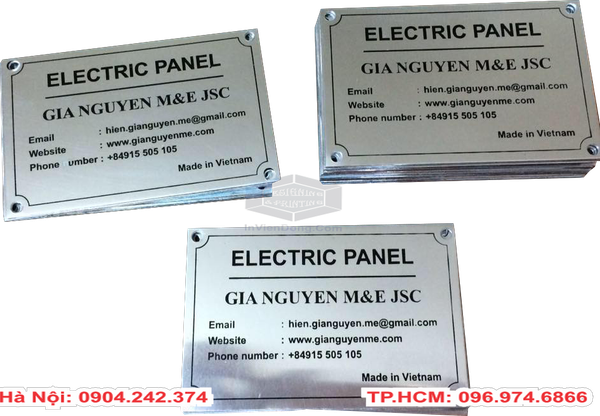 ELECTRIC PANEL
GIA NGUYEN M&E JSC
Email : hien.gianguyen.me@gmail.com
Website : www.gianguyenme.com
Phone number : +84915 505 105
Made in Vietnam
ELECTRIC PANEL
GIA NGUYEN M&E JSC
Email : hien.gianguyen.me@gmail.com
Website : www.gianguyenme.com
Phone number : +84915 505 105
Made in Vietnam
InVienDong.Com
ELECTRIC PANEL
GIA NGUYEN M&E JSC
Email : hien.gianguyen.me@gmail.com
Website : www.gianguyenme.com
Phone number : +84915 505 105
Made in Vietnam
Hà Nội: 0904.242.374
TP.HCM: 096.974.6866